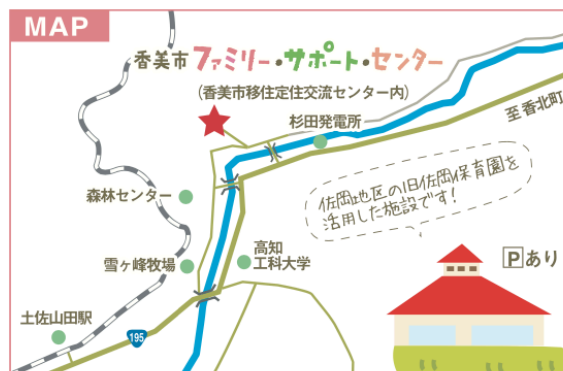 MAP
香美市 ファミリー・サポート・センター
(香美市移住定住交流センター内)
杉田発電所
至香北町
森林センター
佐岡地区の旧佐岡保育園を
活用した施設です!
雪ヶ峰牧場
高知
工科大学
Pあり
土佐山田駅
195